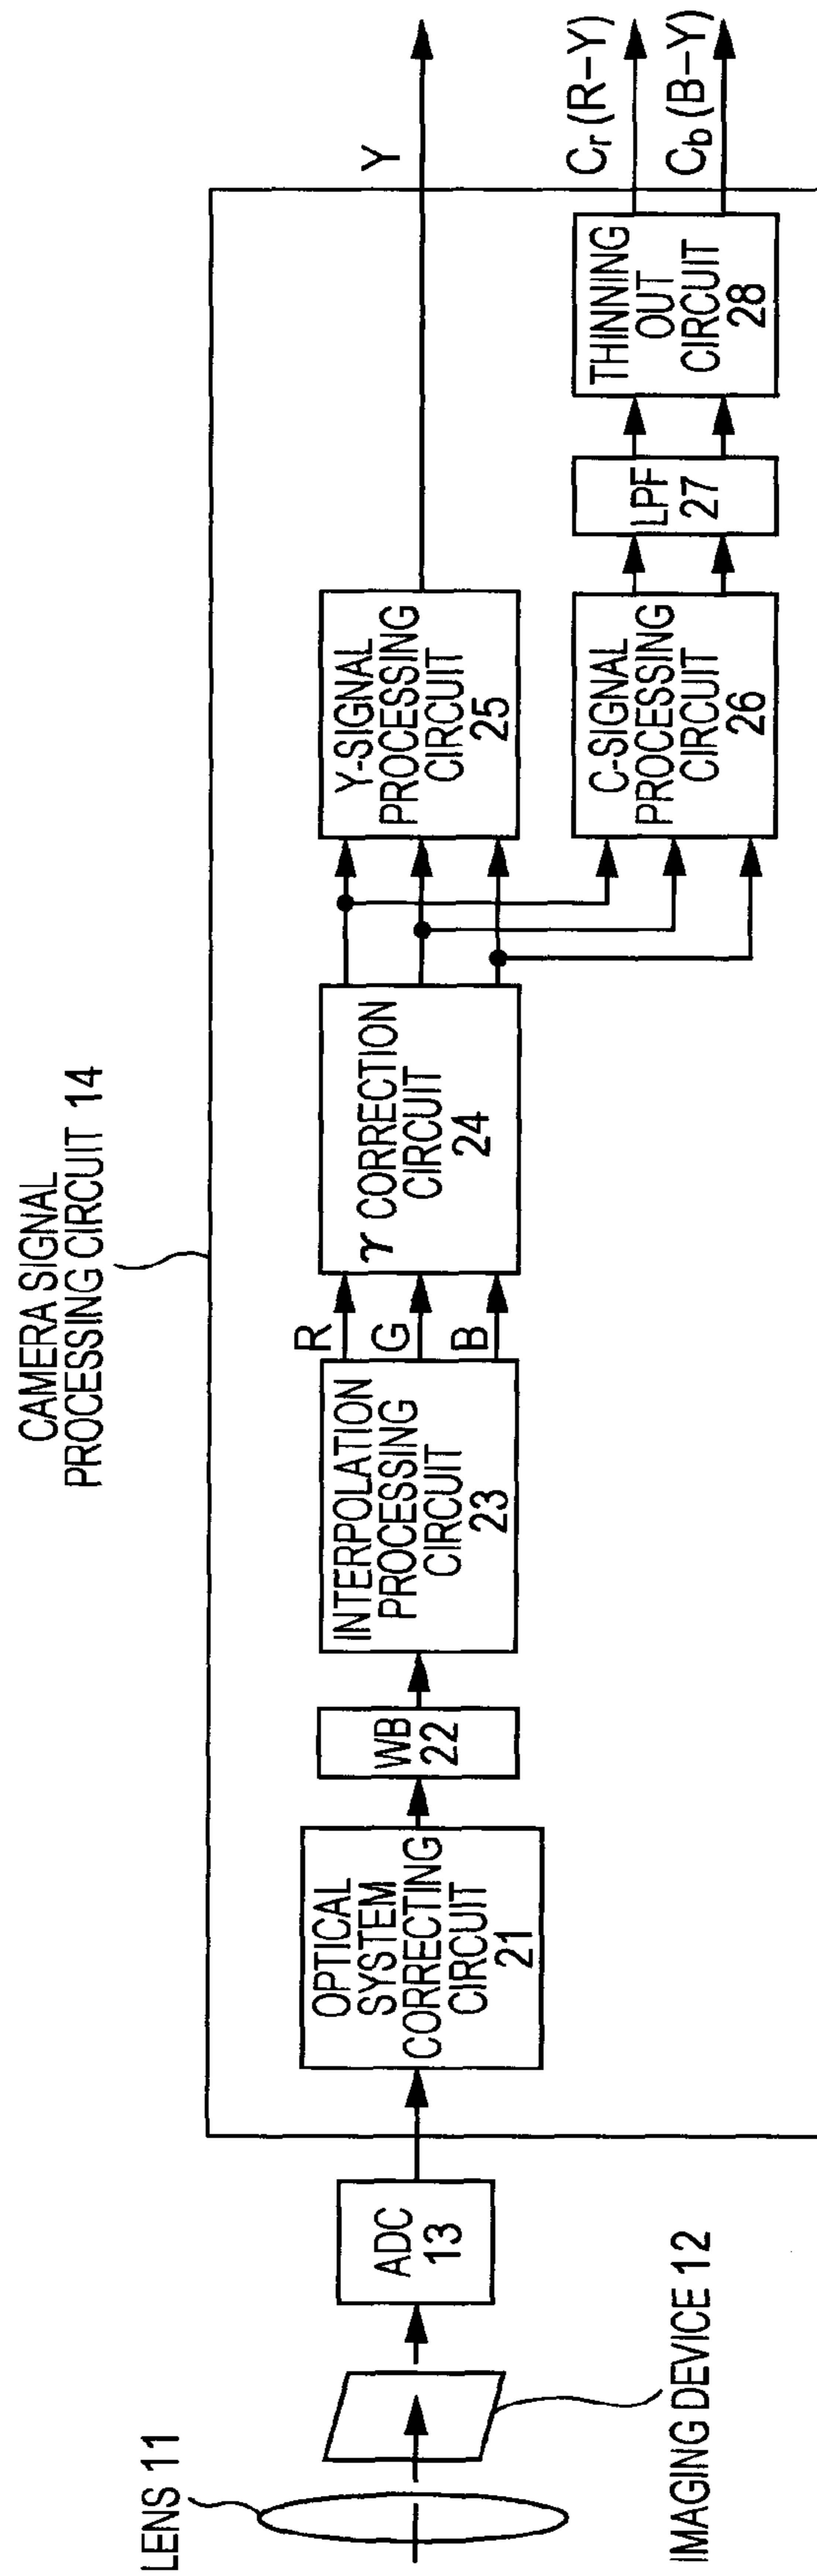 CAMERA SIGNAL
PROCESSING CIRCUIT 14
LENS 11
IMAGING DEVICE 12
ADC
13
OPTICAL
SYSTEM
CORRECTING
CIRCUIT
21
WB
22
INTERPOLATION
PROCESSING
CIRCUIT
23
R
G
B
γ CORRECTION
CIRCUIT
24
Y-SIGNAL
PROCESSING
CIRCUIT
25
Y
C-SIGNAL
PROCESSING
CIRCUIT
26
LPF
27
THINNING
OUT
CIRCUIT
28
Cr (R−Y)
Cb (B−Y)